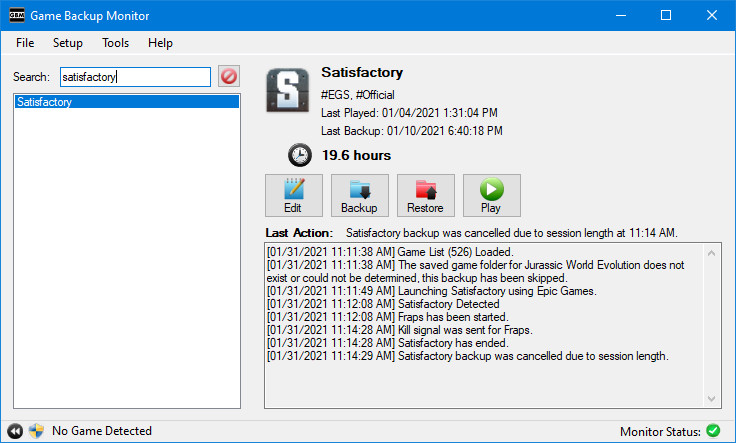 GBM Game Backup Monitor
File Setup Tools Help
Search: satisfactory
Satisfactory
S
Satisfactory
#EGS, #Official
Last Played: 01/04/2021 1:31:04 PM
Last Backup: 01/10/2021 6:40:18 PM
19.6 hours
Edit Backup Restore Play
Last Action: Satisfactory backup was cancelled due to session length at 11:14 AM.
[01/31/2021 11:11:38 AM] Game List (526) Loaded.
[01/31/2021 11:11:38 AM] The saved game folder for Jurassic World Evolution does not
exist or could not be determined, this backup has been skipped.
[01/31/2021 11:11:49 AM] Launching Satisfactory using Epic Games.
[01/31/2021 11:12:08 AM] Satisfactory Detected
[01/31/2021 11:12:08 AM] Fraps has been started.
[01/31/2021 11:14:28 AM] Kill signal was sent for Fraps.
[01/31/2021 11:14:28 AM] Satisfactory has ended.
[01/31/2021 11:14:29 AM] Satisfactory backup was cancelled due to session length.
No Game Detected Monitor Status: